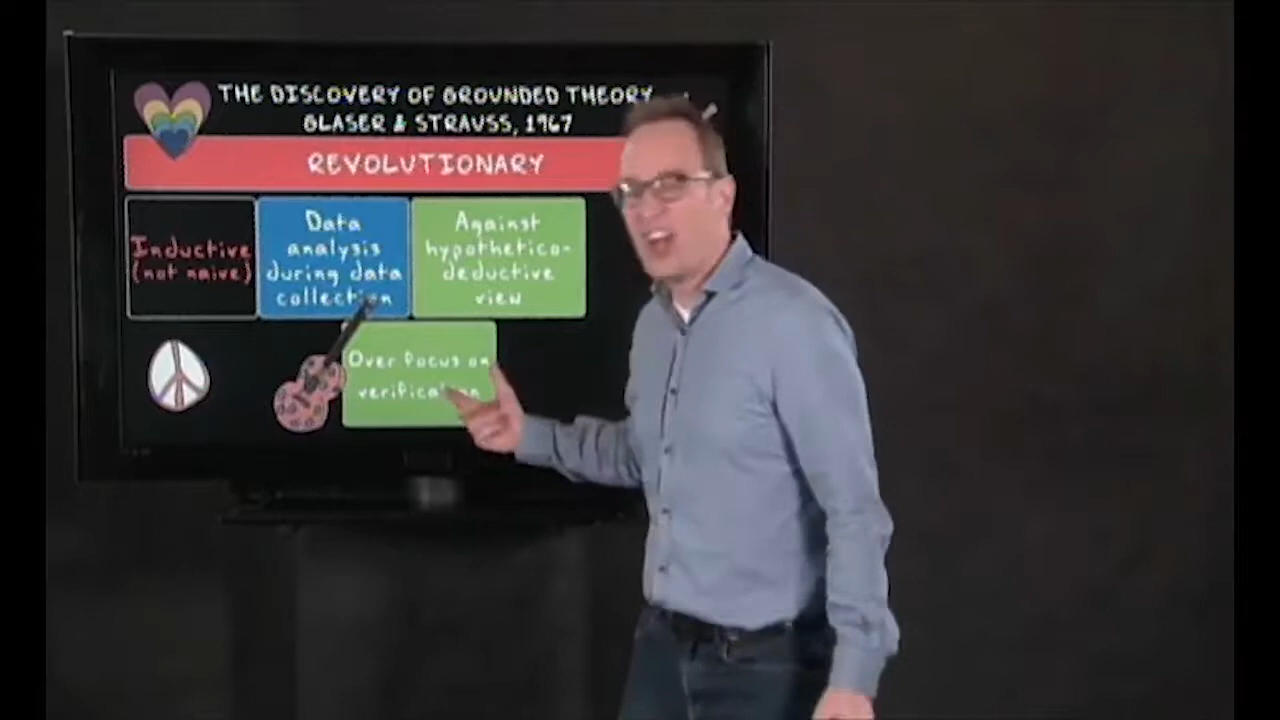 THE DISCOVERY OF GROUNDED THEORY
GLASER & STRAUSS, 1967
REVOLUTIONARY
Inductive
(not naive)
Data
analysis
during data
collection
Against
hypothetico-
deductive
view
Over focus on
verification